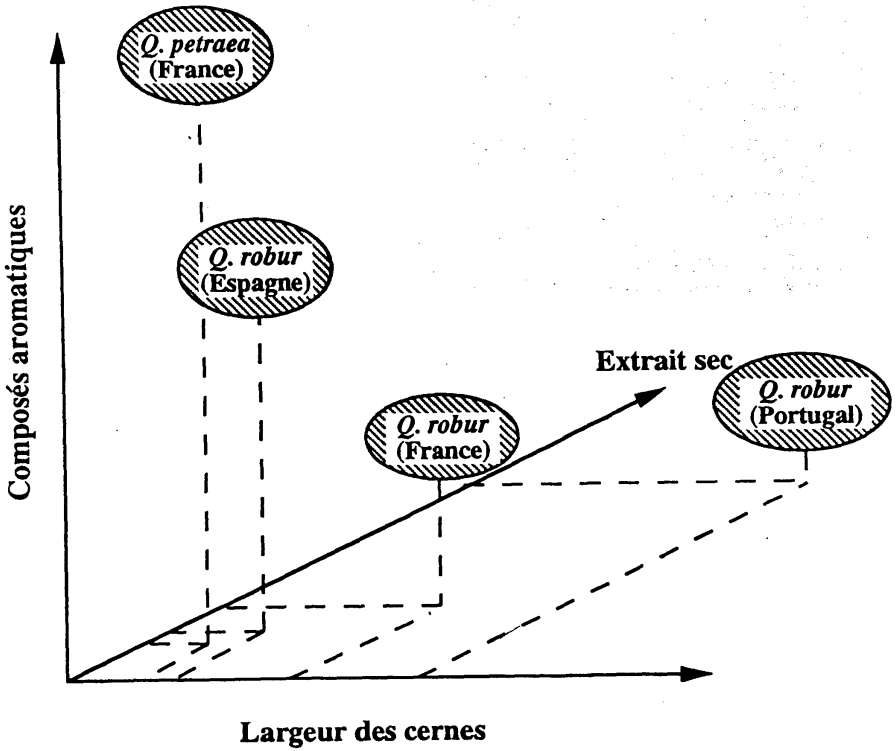 Q. petraea
(France)
Composés aromatiques
Q. robur
(Espagne)
Extrait sec
Q. robur
(Portugal)
Q. robur
(France)
Largeur des cernes